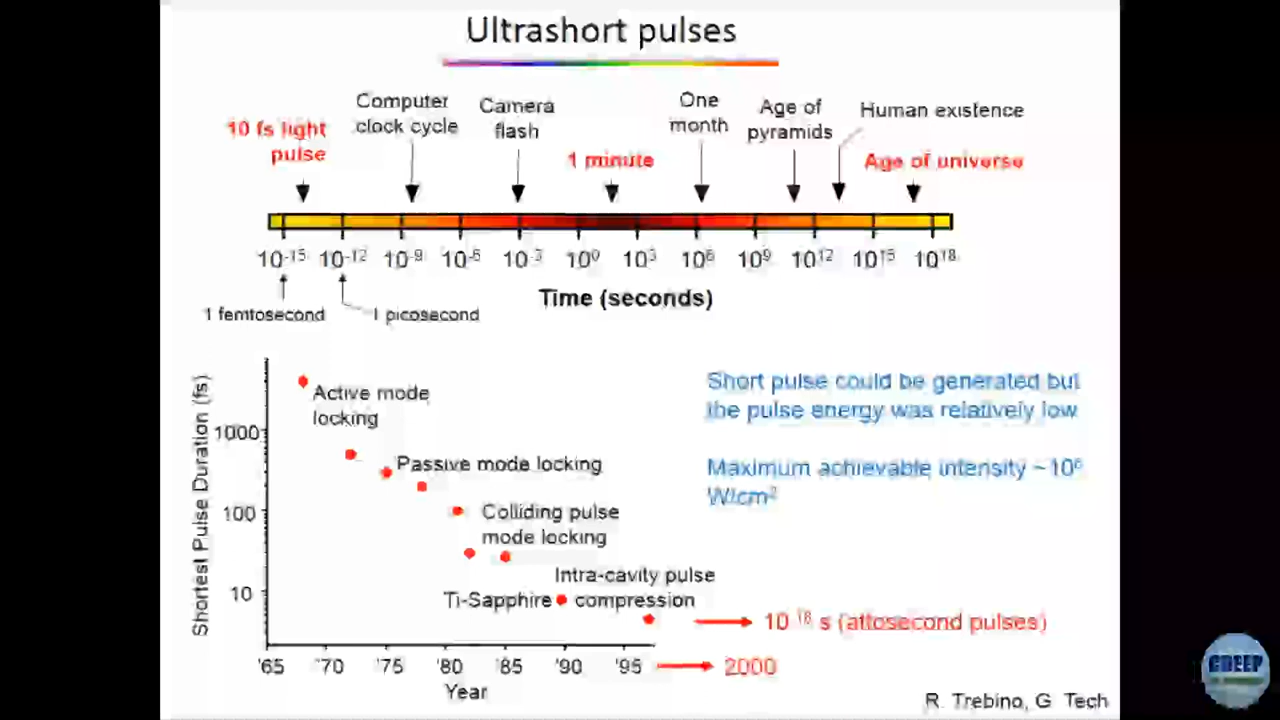 Ultrashort pulses
10 fs light
pulse
Computer
clock cycle
Camera
flash
1 minute
One
month
Age of
pyramids
Human existence
Age of universe
10⁻¹⁵ 10⁻¹² 10⁻⁹ 10⁻⁶ 10⁻³ 10⁰ 10³ 10⁶ 10⁹ 10¹² 10¹⁵ 10¹⁸
Time (seconds)
1 femtosecond
1 picosecond
Shortest Pulse Duration (fs)
1000
100
10
Active mode
locking
Passive mode locking
Colliding pulse
mode locking
Intra-cavity pulse
compression
Ti-Sapphire
'65 '70 '75 '80 '85 '90 '95
Year
Short pulse could be generated but
the pulse energy was relatively low
Maximum achievable intensity ~10⁶
W/cm²
10⁻¹⁸ s (attosecond pulses)
2000
R. Trebino, G. Tech
CDEEP